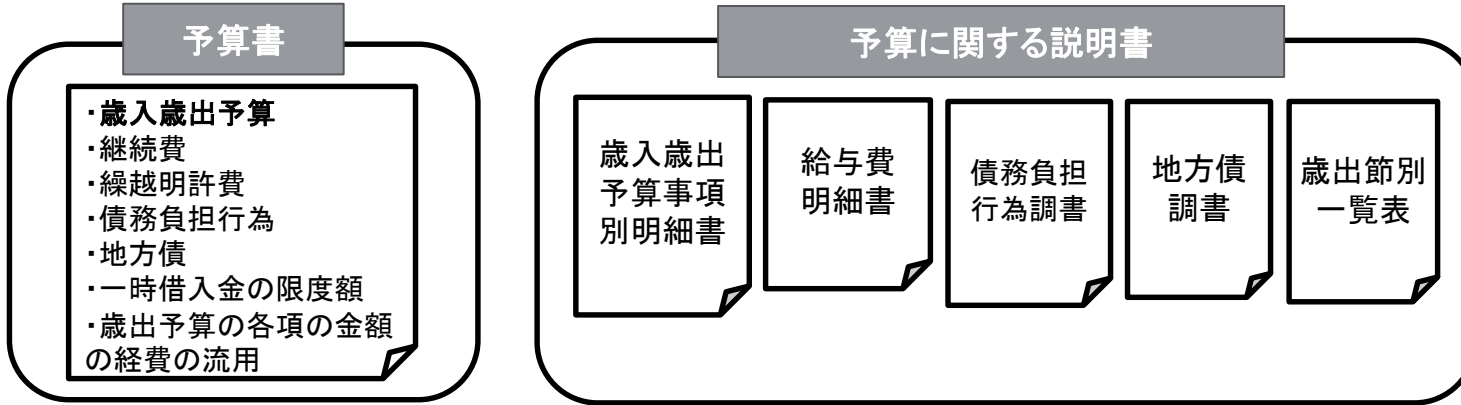 予算書
・歳入歳出予算
・継続費
・繰越明許費
・債務負担行為
・地方債
・一時借入金の限度額
・歳出予算の各項の金額
の経費の流用
予算に関する説明書
歳入歳出
予算事項
別明細書
給与費
明細書
債務負担
行為調書
地方債
調書
歳出節別
一覧表